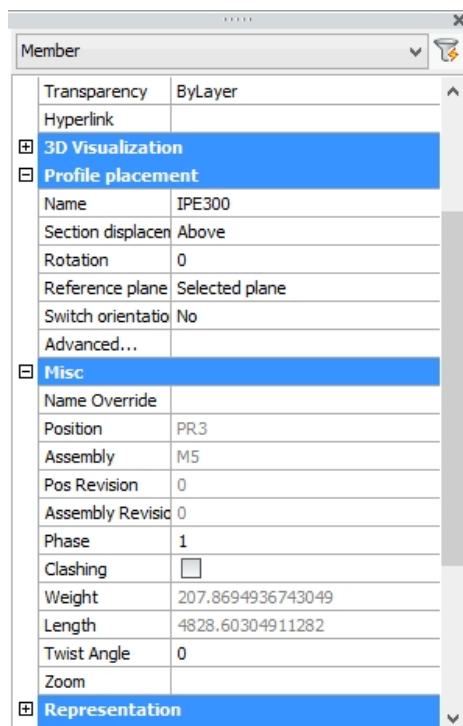 Member
Transparency ByLayer
Hyperlink
3D Visualization
Profile placement
Name IPE300
Section displacen Above
Rotation 0
Reference plane Selected plane
Switch orientatio No
Advanced...
Misc
Name Override
Position PR3
Assembly M5
Pos Revision 0
Assembly Revisio 0
Phase 1
Clashing
Weight 207.8694936743049
Length 4828.60304911282
Twist Angle 0
Zoom
Representation